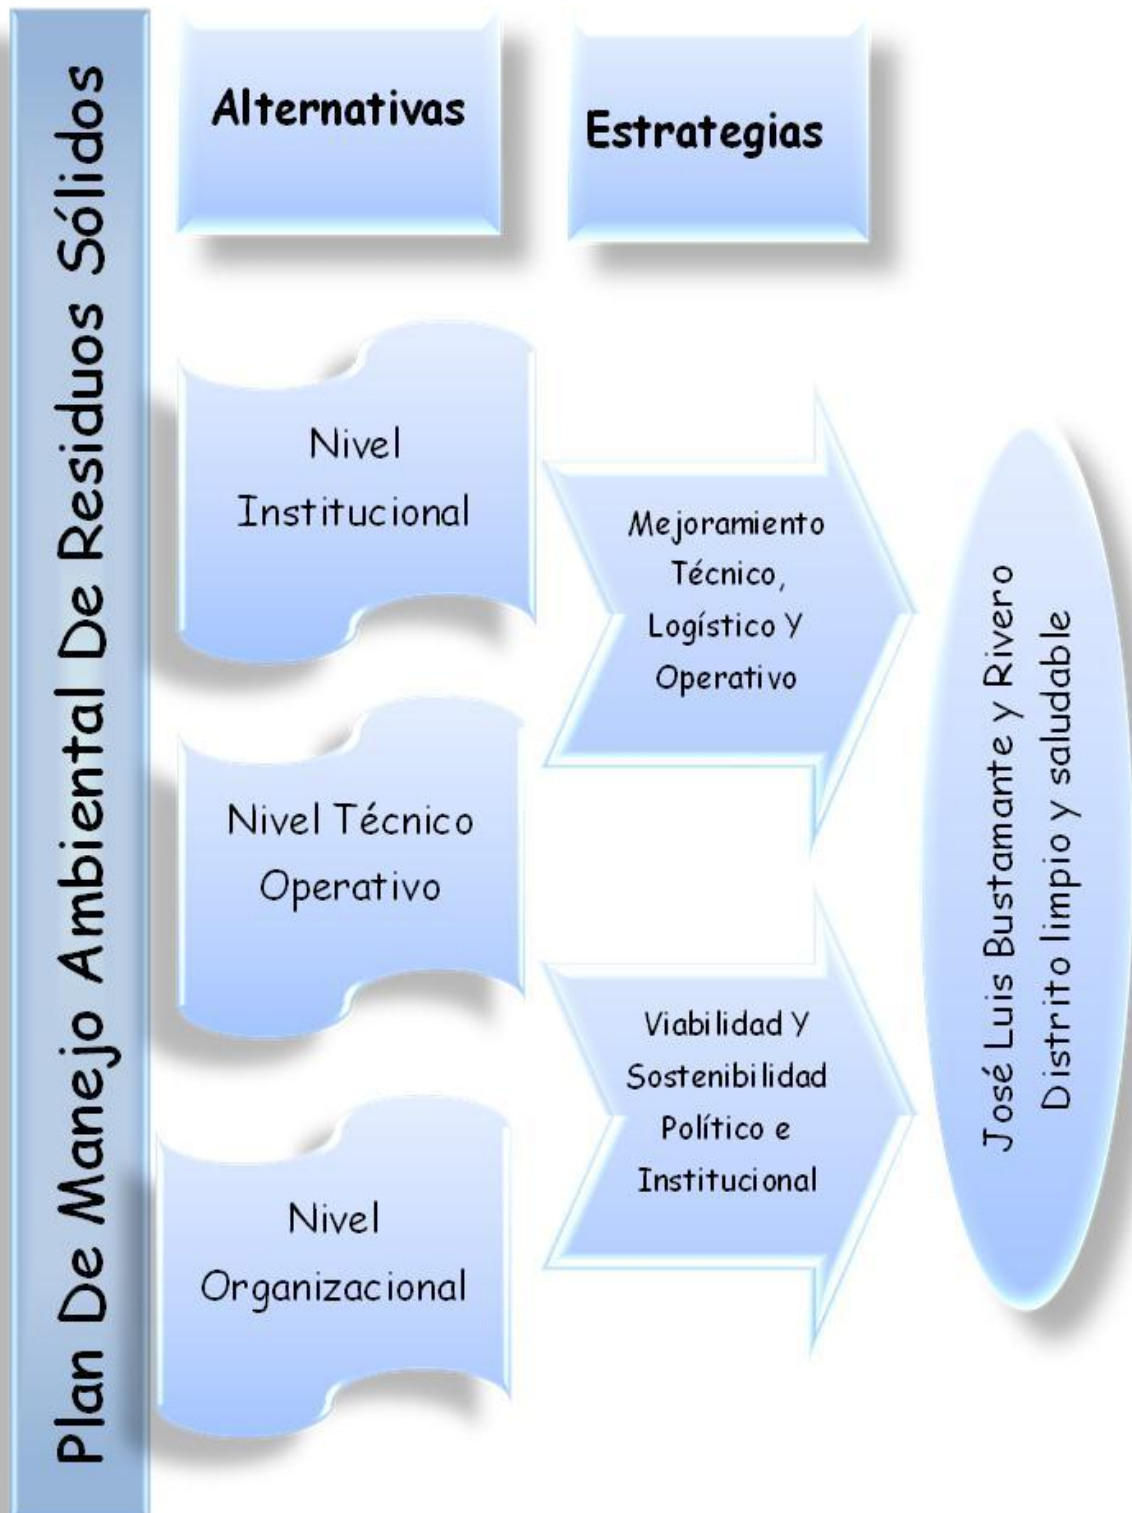 Plan De Manejo Ambiental De Residuos Sólidos
Alternativas
Estrategias
Nivel
Institucional
Nivel Técnico
Operativo
Nivel
Organizacional
Mejoramiento
Técnico,
Logístico Y
Operativo
Viabilidad Y
Sostenibilidad
Político e
Institucional
José Luis Bustamante y Rivero
Distrito limpio y saludable